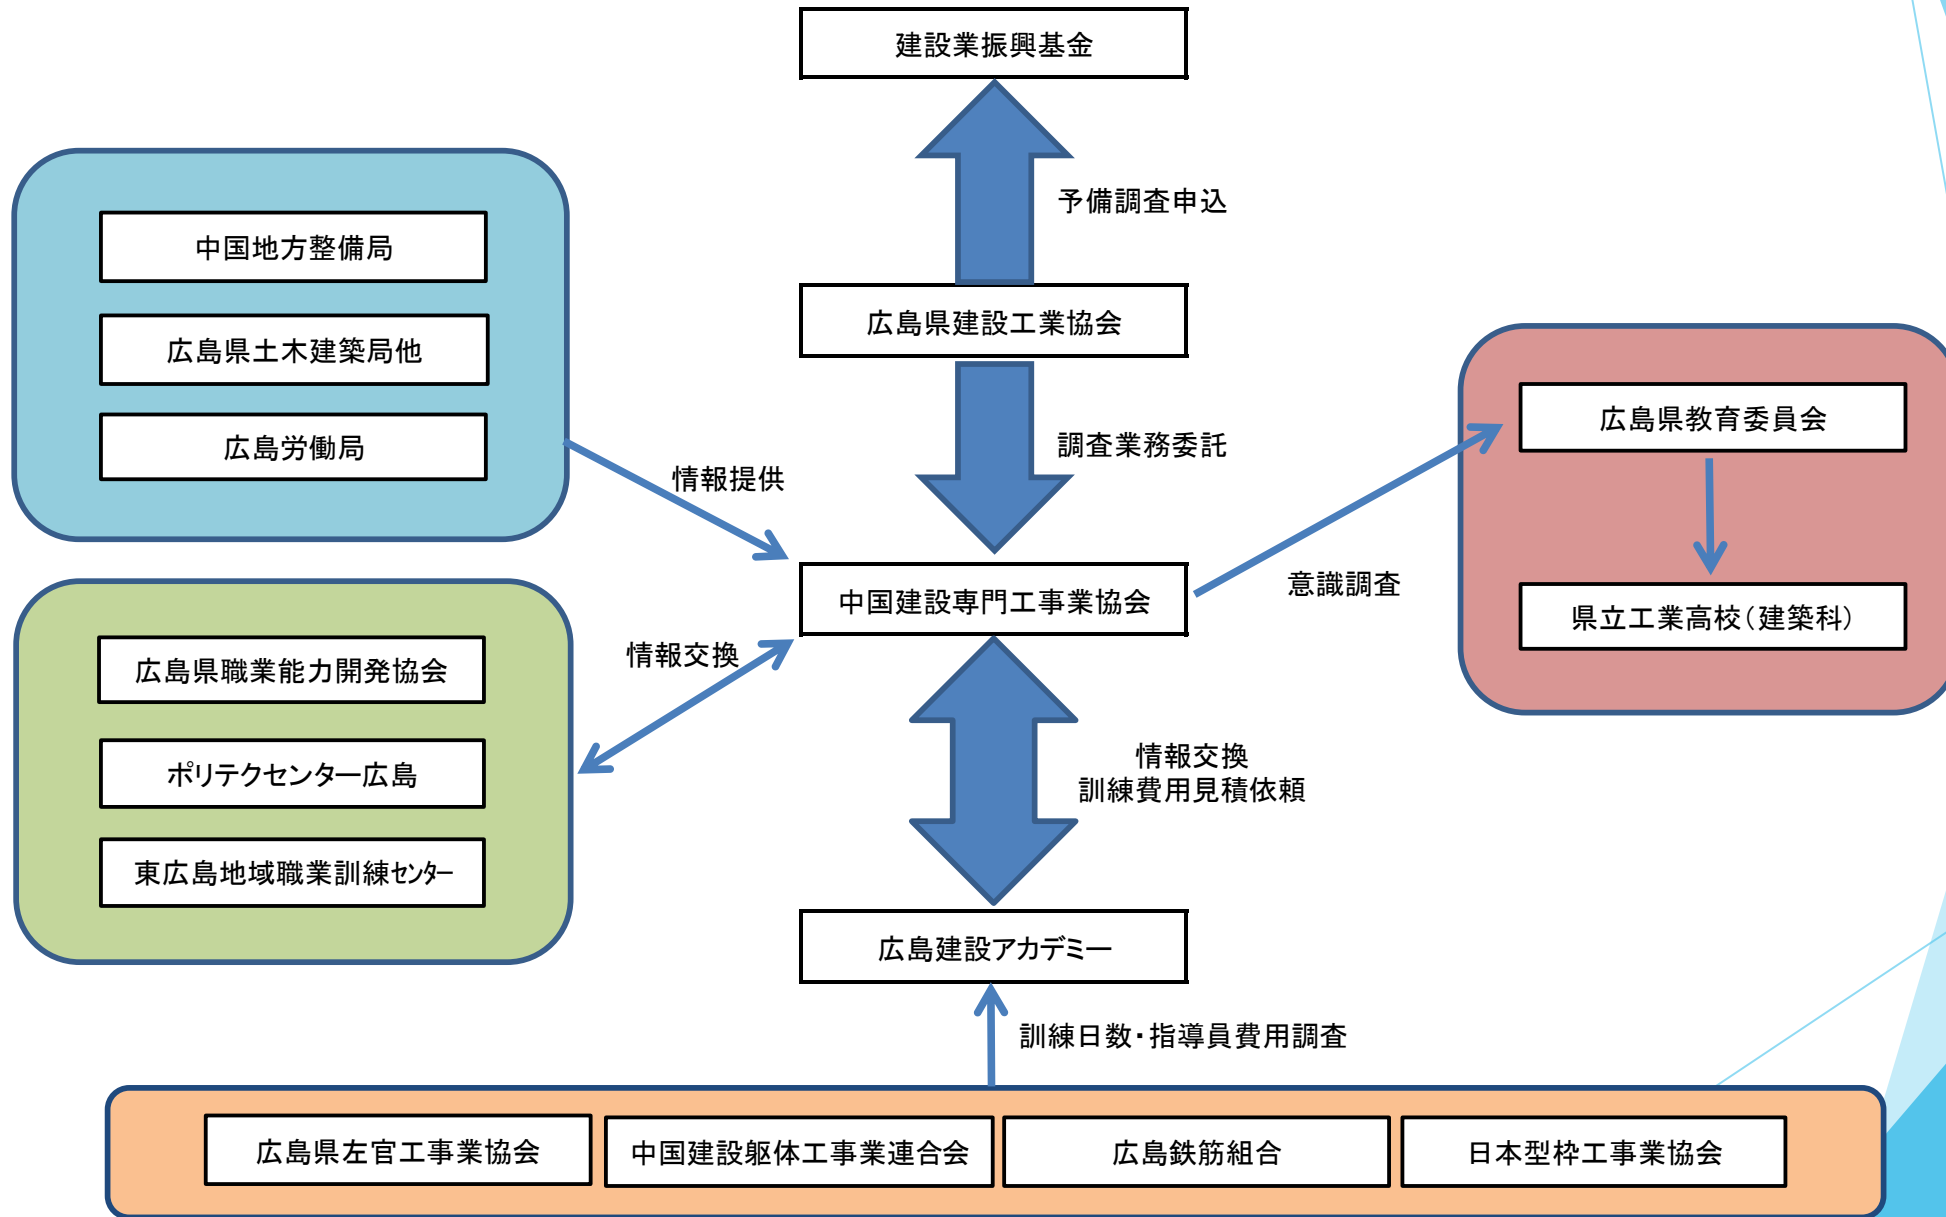 建設業振興基金
予備調査申込
中国地方整備局
広島県土木建築局他
広島労働局
広島県建設工業協会
調査業務委託
情報提供
広島県教育委員会
県立工業高校（建築科）
中国建設専門工事業協会
意識調査
情報交換
広島県職業能力開発協会
ポリテクセンター広島
東広島地域職業訓練センター
情報交換
訓練費用見積依頼
広島建設アカデミー
訓練日数・指導員費用調査
広島県左官工事業協会
中国建設躯体工事業連合会
広島鉄筋組合
日本型枠工事業協会